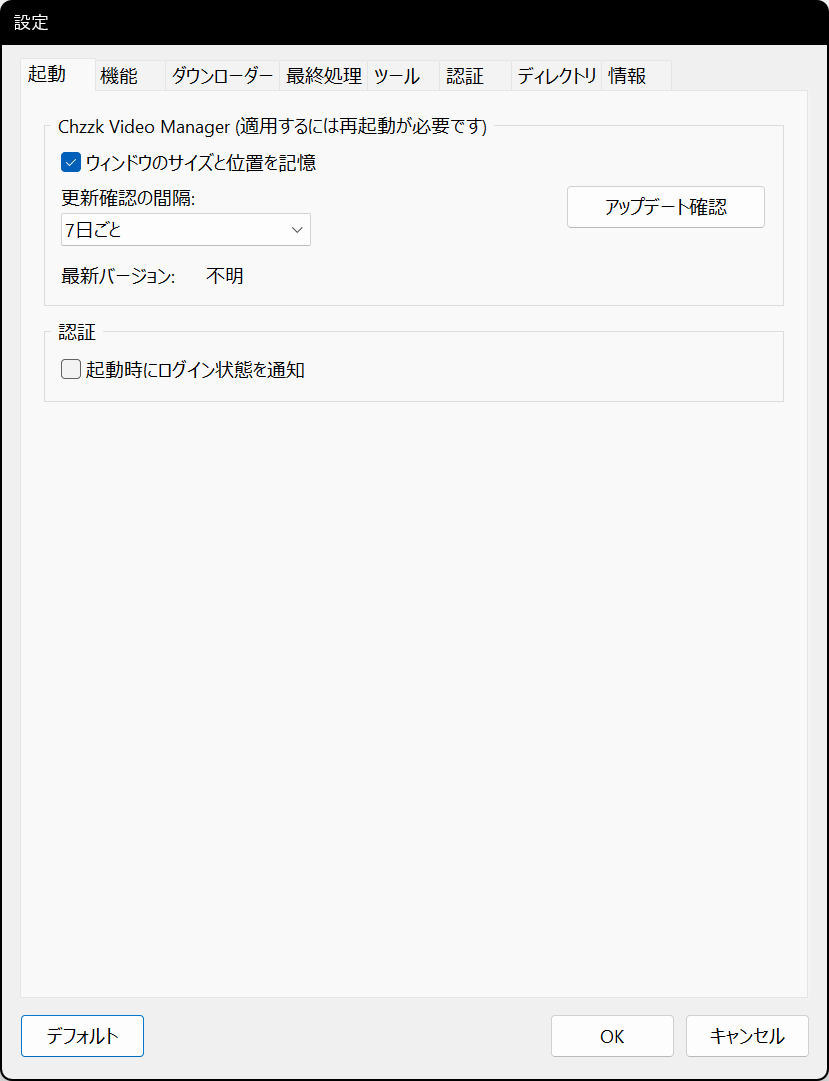 設定
起動 機能 ダウンローダー 最終処理 ツール 認証 ディレクトリ 情報
Chzzk Video Manager (適用するには再起動が必要です)
ウィンドウのサイズと位置を記憶
更新確認の間隔:
アップデート確認
7日ごと
最新バージョン: 不明
認証
起動時にログイン状態を通知
デフォルト OK キャンセル